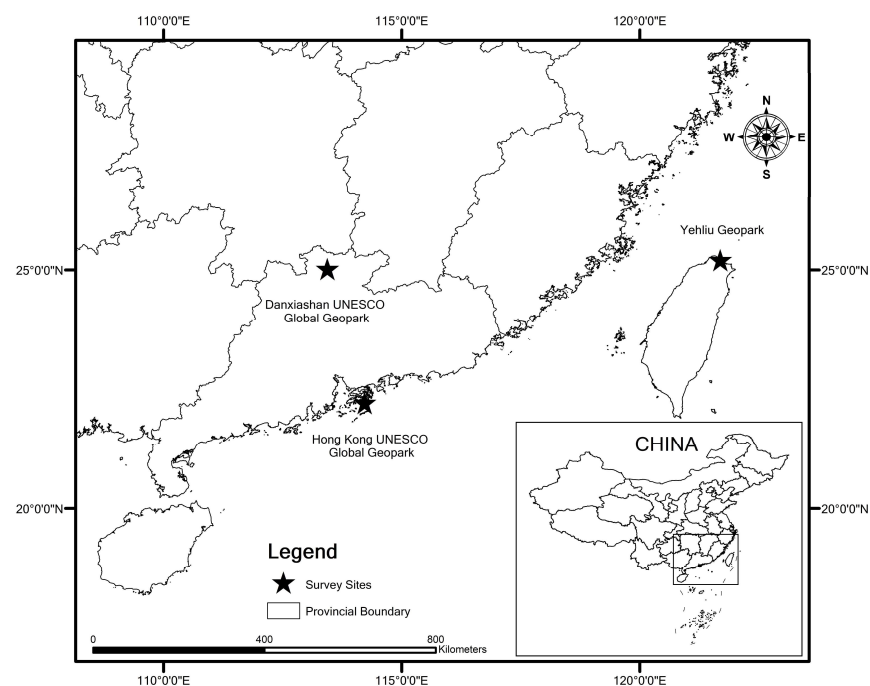 110°0'0"E
115°0'0"E
120°0'0"E
N
W
E
S
Yehliu Geopark
25°0'0"N
25°0'0"N
Danxiashan UNESCO
Global Geopark
Hong Kong UNESCO
Global Geopark
CHINA
20°0'0"N
20°0'0"N
Legend
Survey Sites
Provincial Boundary
0
400
800
Kilometers
110°0'0"E
115°0'0"E
120°0'0"E